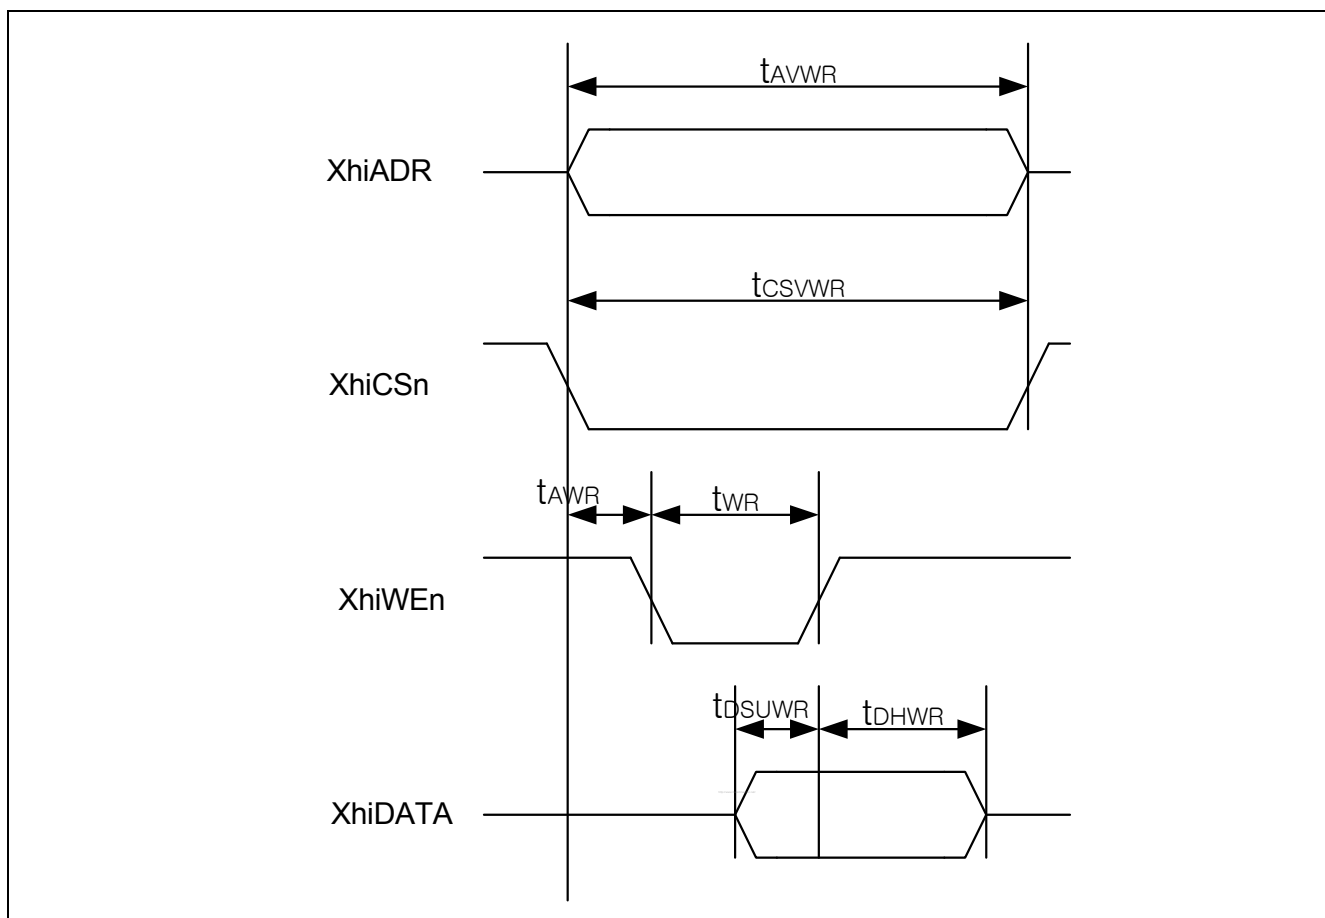 tAVWR
XhiADR
tCSVWR
XhiCSn
tAWR tWR
XhiWEn
tDSUWR tDHWR
XhiDATA